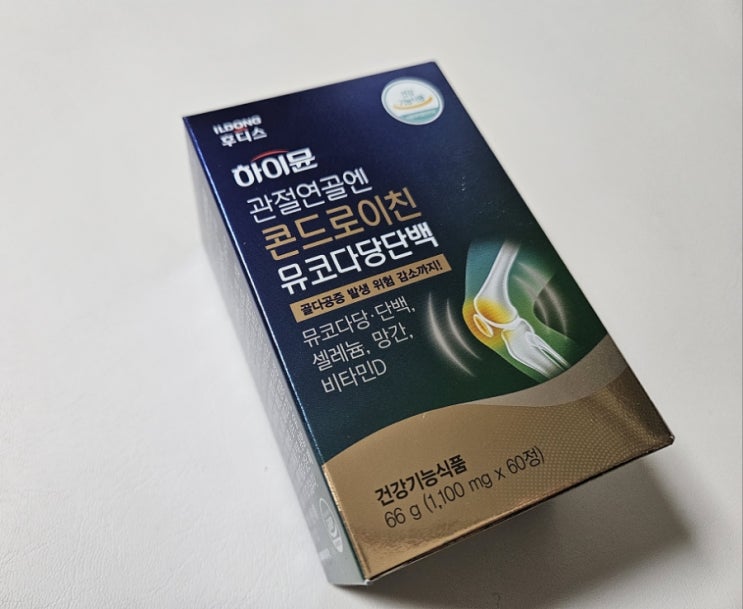 ILDONG
후디스
하이뮨
관절연골엔
콘드로이친
뮤코다당단백
골다공증 발생 위험 감소까지!
뮤코다당·단백,
셀레늄, 망간,
비타민D
건강기능식품
66 g (1,100 mg x 60정)